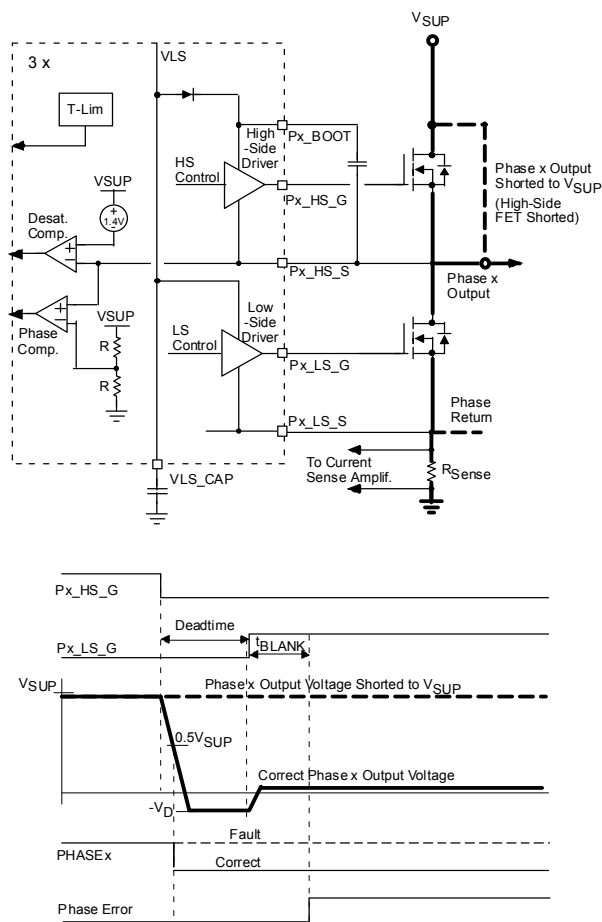 VSUP
3 x
VLS
T-Lim
High
-Side
Driver
Px_BOOT
HS
Control
Px_HS_G
Phase x Output
Shorted to VSUP
(High-Side
FET Shorted)
VSUP
Desat.
Comp.
1.4V
Px_HS_S
Phase x
Output
Low
-Side
Driver
Phase
Comp.
VSUP
R
R
LS
Control
Px_LS_G
Phase
Return
Px_LS_S
To Current
Sense Amplif.
RSense
VLS_CAP
Px_HS_G
Deadtime
Px_LS_G
tBLANK
VSUP
Phase x Output Voltage Shorted to VSUP
0.5VSUP
Correct Phase x Output Voltage
-VD
Fault
PHASEx
Correct
Phase Error